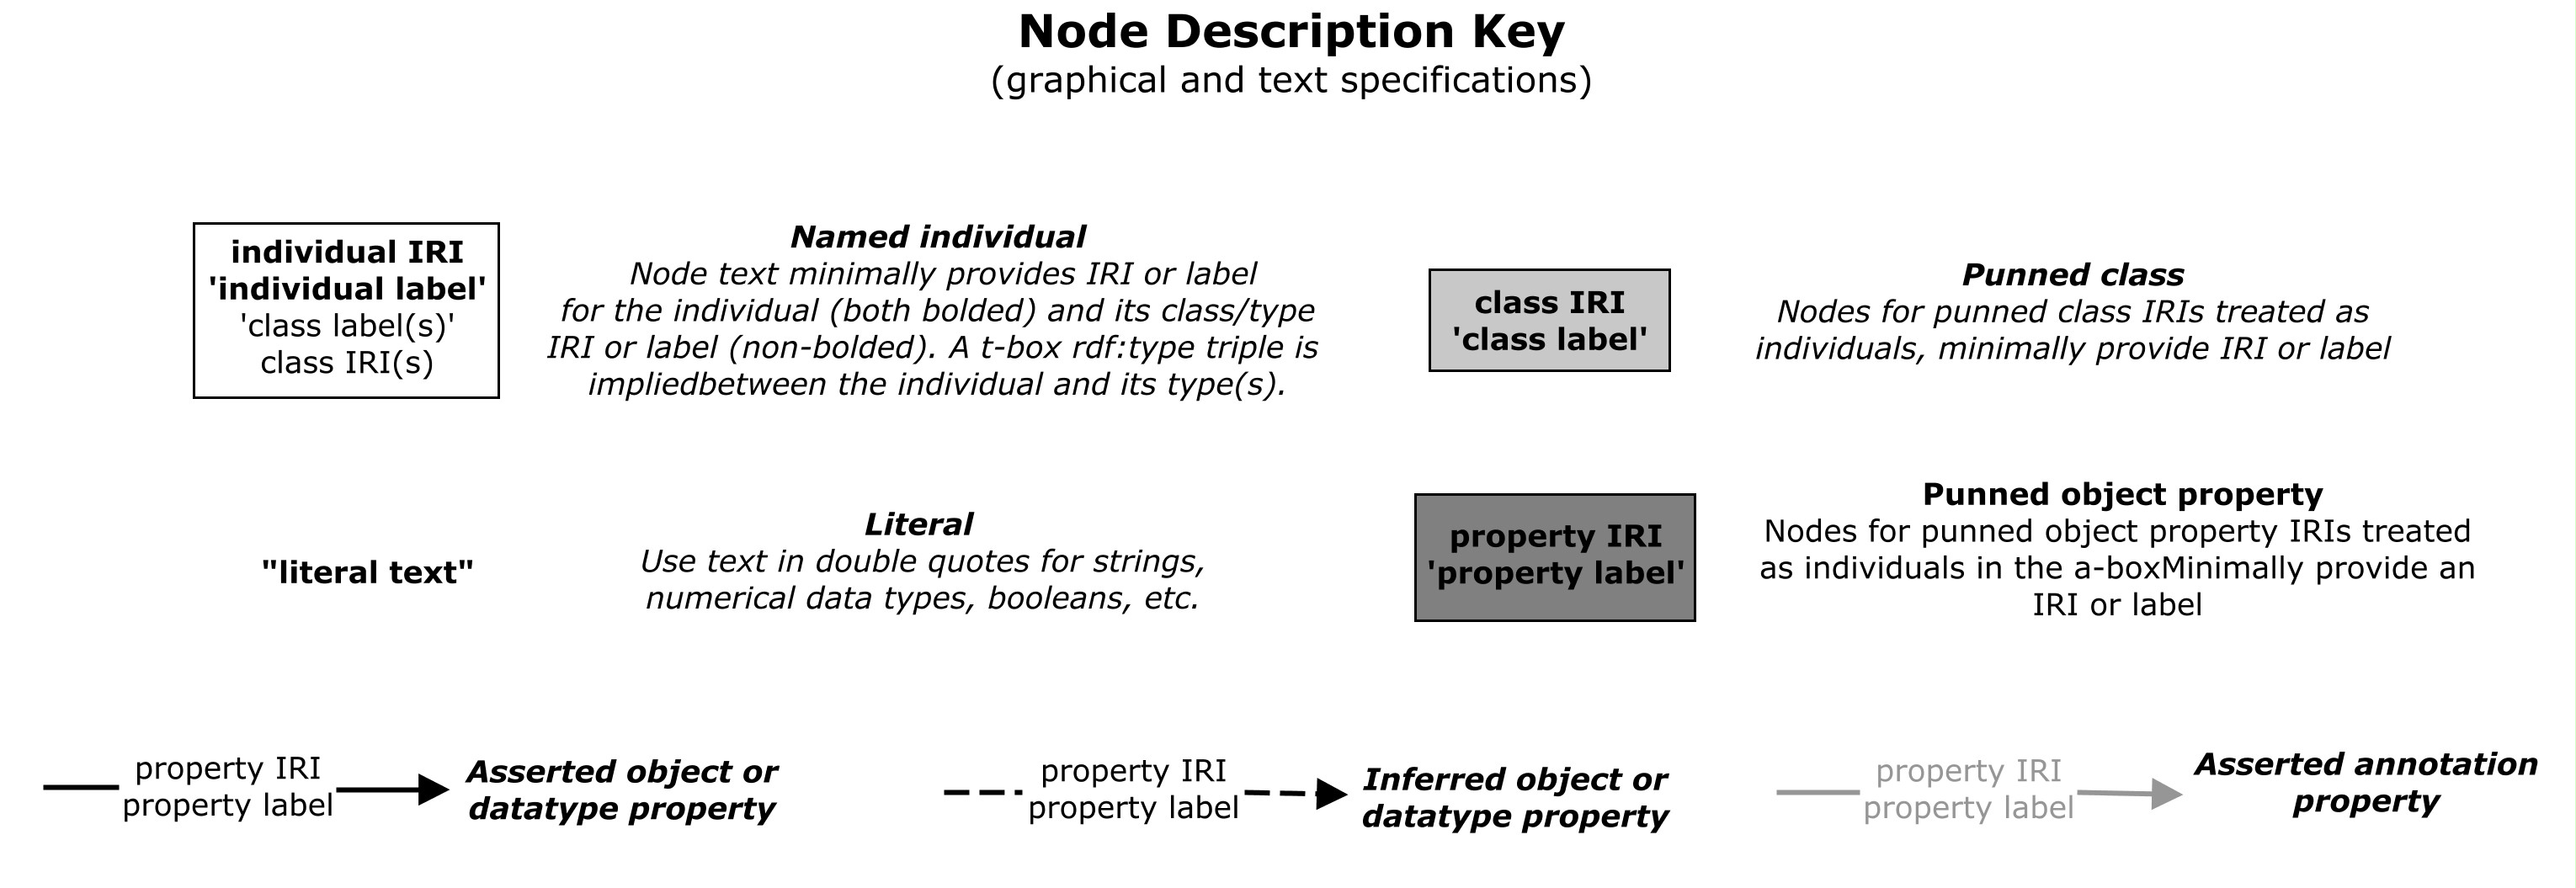 Node Description Key
(graphical and text specifications)
individual IRI
'individual label'
'class label(s)'
class IRI(s)
Named individual
Node text minimally provides IRI or label
for the individual (both bolded) and its class/type
IRI or label (non-bolded). A t-box rdf:type triple is
impliedbetween the individual and its type(s).
class IRI
'class label'
Punned class
Nodes for punned class IRIs treated as
individuals, minimally provide IRI or label
"literal text"
Literal
Use text in double quotes for strings,
numerical data types, booleans, etc.
property IRI
'property label'
Punned object property
Nodes for punned object property IRIs treated
as individuals in the a-boxMinimally provide an
IRI or label
property IRI
property label
Asserted object or
datatype property
property IRI
property label
Inferred object or
datatype property
property IRI
property label
Asserted annotation
property